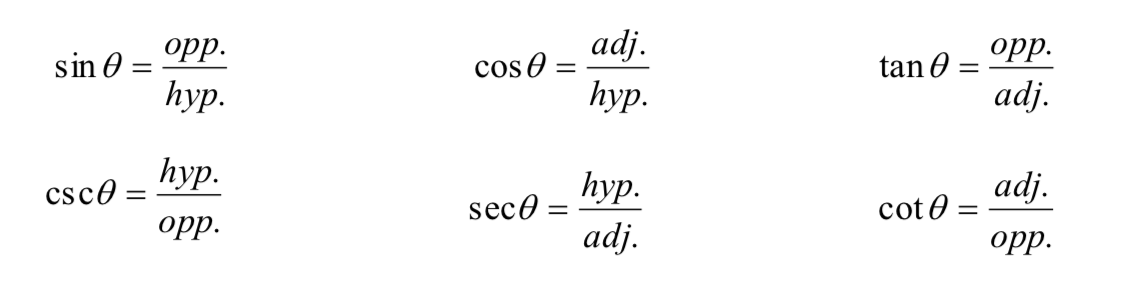 sin θ = opp./hyp. cos θ = adj./hyp. tan θ = opp./adj.
csc θ = hyp./opp. sec θ = hyp./adj. cot θ = adj./opp.